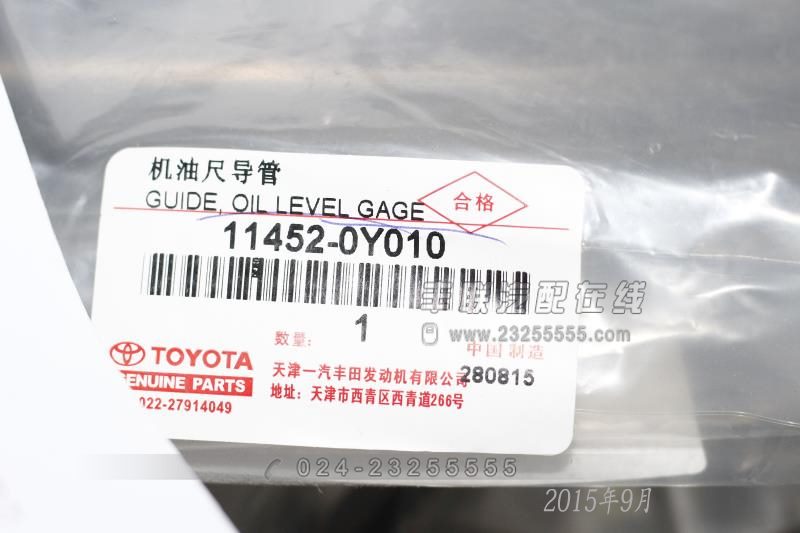 机油尺导管
GUIDE, OIL LEVEL GAGE
合格
11452-0Y010
丰联汽配在线
www.23255555.com
数量: 1
中国制造
TOYOTA
GENUINE PARTS
022-27914049
天津一汽丰田发动机有限公司
280815
地址: 天津市西青区西青道266号
024-23255555
2015年9月